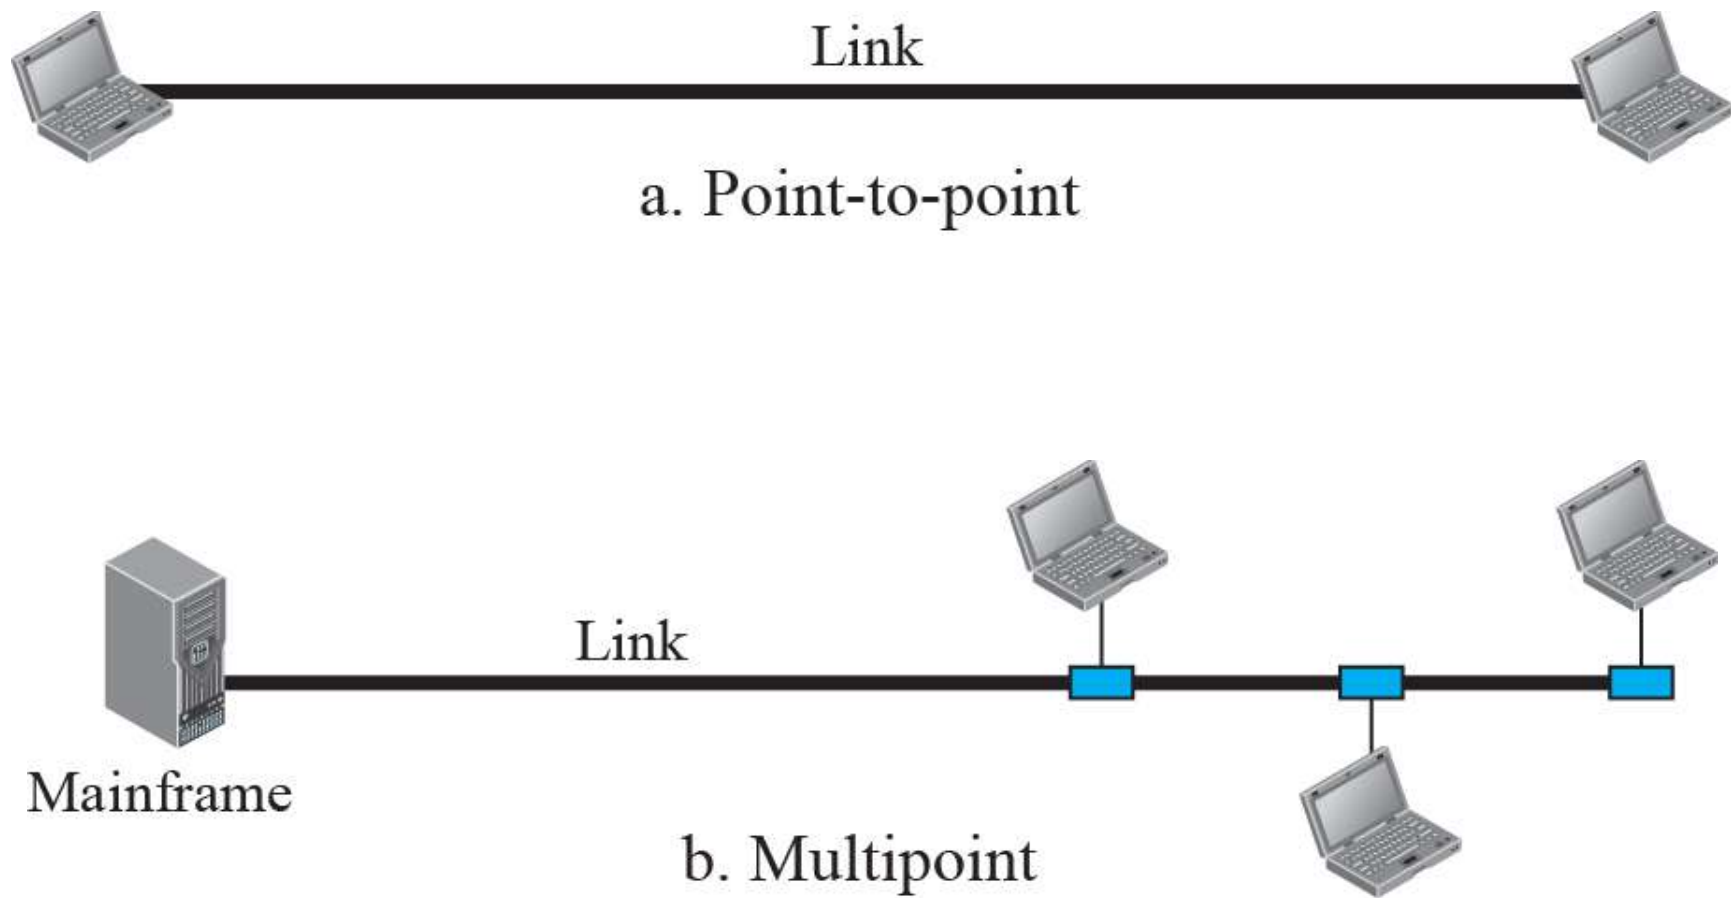 Link
a. Point-to-point
Link
Mainframe
b. Multipoint